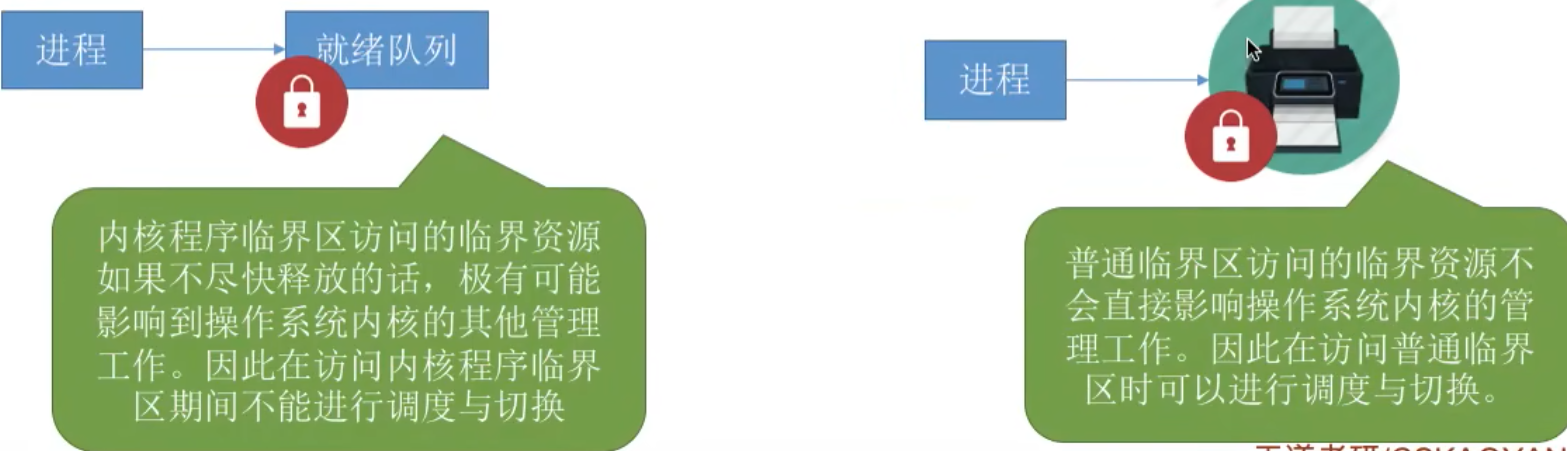 进程
就绪队列
内核程序临界区访问的临界资源
如果不尽快释放的话，极有可能
影响到操作系统内核的其他管理
工作。因此在访问内核程序临界
区期间不能进行调度与切换
进程
普通临界区访问的临界资源不
会直接影响操作系统内核的管
理工作。因此在访问普通临界
区时可以进行调度与切换。